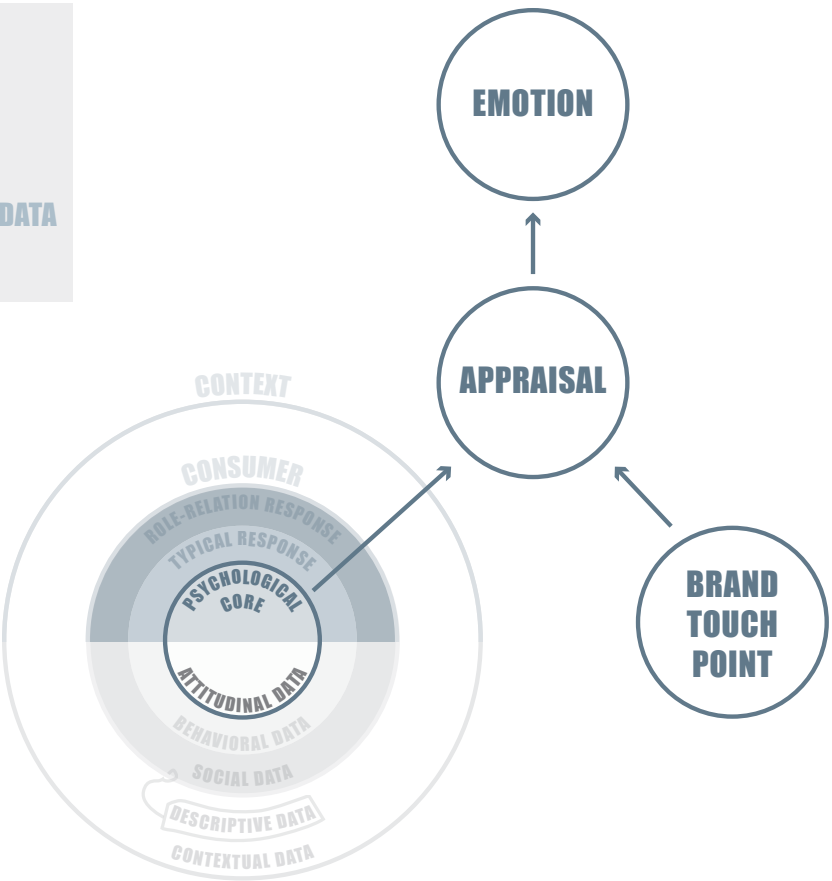 EMOTION
DATA
APPRAISAL
CONTEXT
CONSUMER
ROLE-RELATION RESPONSE
TYPICAL RESPONSE
PSYCHOLOGICAL
CORE
BRAND
TOUCH
POINT
ATTITUDINAL DATA
BEHAVIORAL DATA
SOCIAL DATA
DESCRIPTIVE DATA
CONTEXTUAL DATA